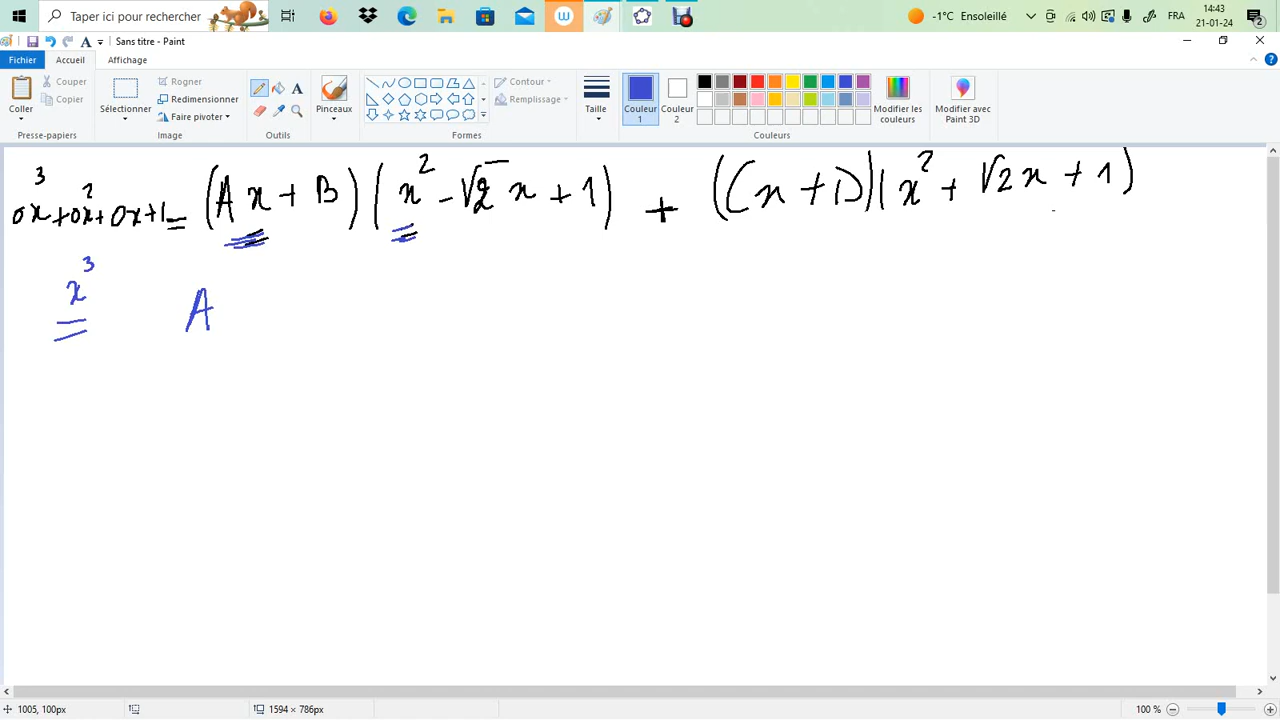 Taper ici pour rechercher
-1°C Ensoleillé
FRA
14:43
21-01-24
2
Sans titre - Paint
Fichier Accueil Affichage
Coller
Couper
Copier
Presse-papiers
Sélectionner
Rogner
Redimensionner
Faire pivoter
Image
A
Outils
Pinceaux
Contour
Remplissage
Formes
Taille
Couleur 1
Couleur 2
Modifier les couleurs
Couleurs
Modifier avec Paint 3D
0x³+0x²+0x+1= (Ax+B)(x²-√2x+1) + (Cx+D)(x²+√2x+1)
x³ A
1005, 100px
1594 × 786px
100 %